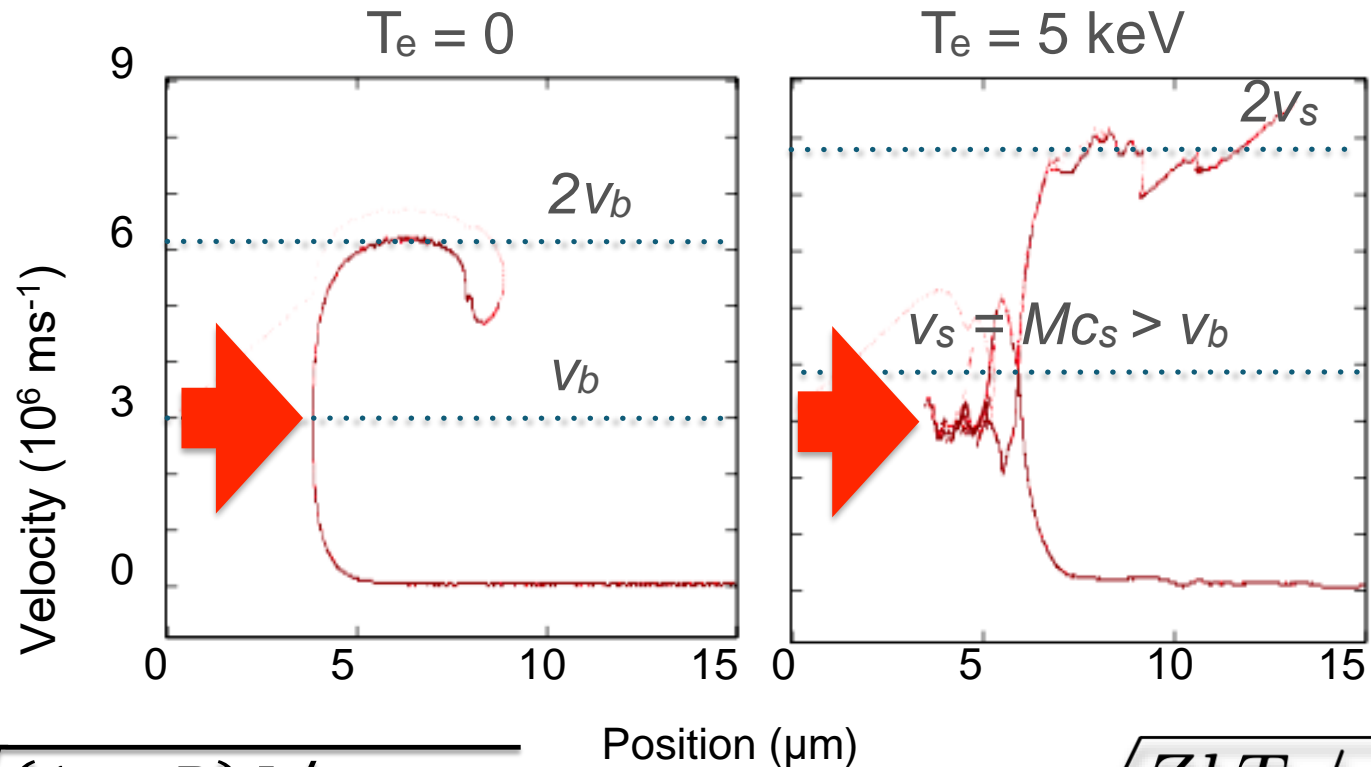 Tₑ = 0
Tₑ = 5 keV
9
6
3
0
Velocity (10⁶ ms⁻¹)
2v_b
v_b
2v_s
v_s = Mc_s > v_b
0 5 10 15
0 5 10 15
Position (μm)